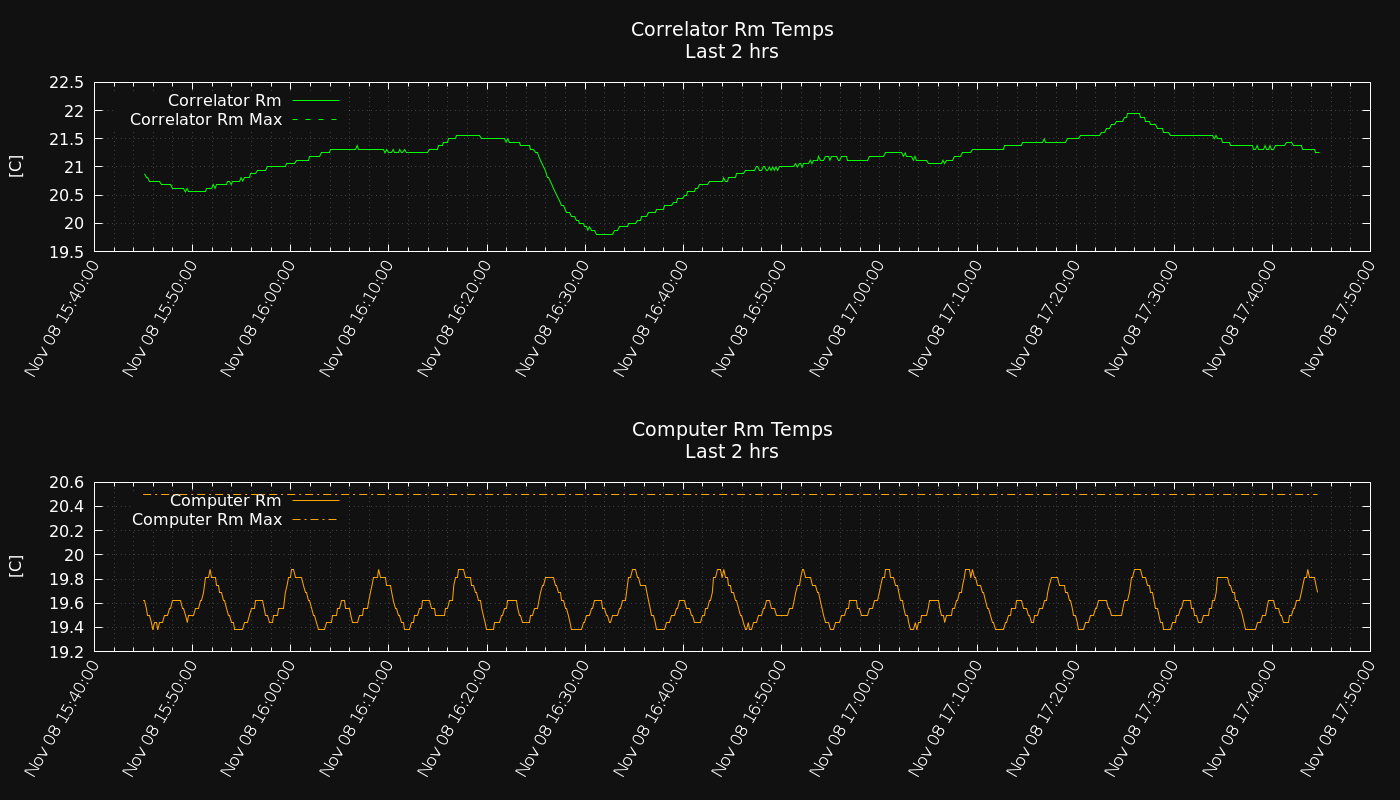 Correlator Rm Temps
Last 2 hrs
22.5
22
21.5
21
20.5
20
19.5
[C]
Correlator Rm
Correlator Rm Max
Nov 08 15:40:00
Nov 08 15:50:00
Nov 08 16:00:00
Nov 08 16:10:00
Nov 08 16:20:00
Nov 08 16:30:00
Nov 08 16:40:00
Nov 08 16:50:00
Nov 08 17:00:00
Nov 08 17:10:00
Nov 08 17:20:00
Nov 08 17:30:00
Nov 08 17:40:00
Nov 08 17:50:00
Computer Rm Temps
Last 2 hrs
20.6
20.4
20.2
20
19.8
19.6
19.4
19.2
[C]
Computer Rm
Computer Rm Max
Nov 08 15:40:00
Nov 08 15:50:00
Nov 08 16:00:00
Nov 08 16:10:00
Nov 08 16:20:00
Nov 08 16:30:00
Nov 08 16:40:00
Nov 08 16:50:00
Nov 08 17:00:00
Nov 08 17:10:00
Nov 08 17:20:00
Nov 08 17:30:00
Nov 08 17:40:00
Nov 08 17:50:00